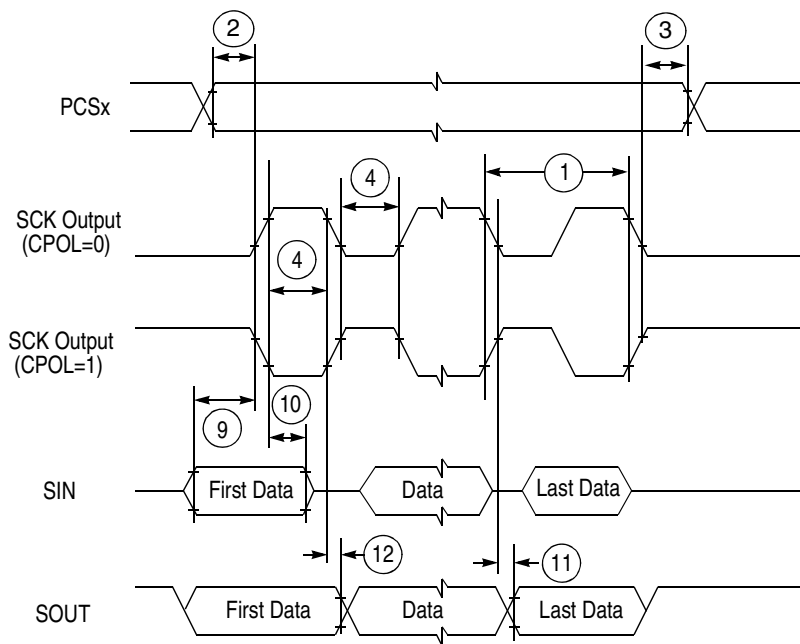 2
3
PCSx
4
1
SCK Output
(CPOL=0)
4
SCK Output
(CPOL=1)
9
10
SIN
First Data
Data
Last Data
12
11
SOUT
First Data
Data
Last Data